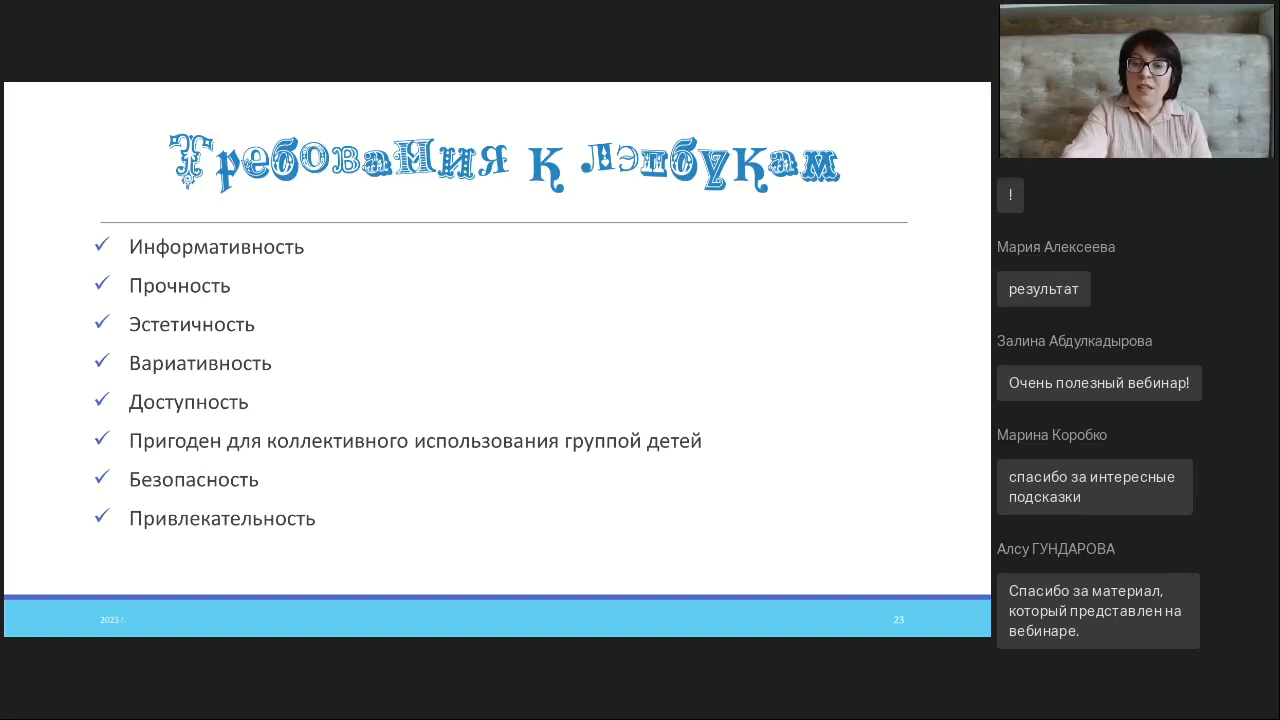 Требования к лэпбукам
Информативность
Прочность
Эстетичность
Вариативность
Доступность
Пригоден для коллективного использования группой детей
Безопасность
Привлекательность
2023 г.
23
!
Мария Алексеева
результат
Залина Абдулкадырова
Очень полезный вебинар!
Марина Коробко
спасибо за интересные
подсказки
Алсу ГУНДАРОВА
Спасибо за материал,
который представлен на
вебинаре.